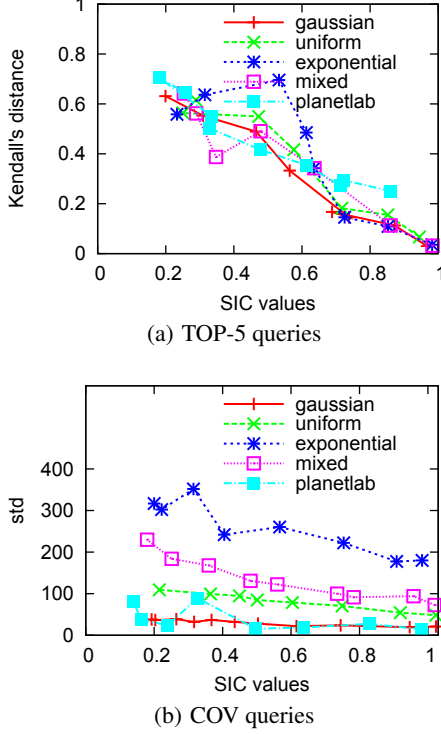 1
0.8
0.6
0.4
0.2
0
Kendall's distance
gaussian
uniform
exponential
mixed
planetlab
0 0.2 0.4 0.6 0.8 1
SIC values
(a) TOP-5 queries
400
300
200
100
0
std
gaussian
uniform
exponential
mixed
planetlab
0 0.2 0.4 0.6 0.8 1
SIC values
(b) COV queries